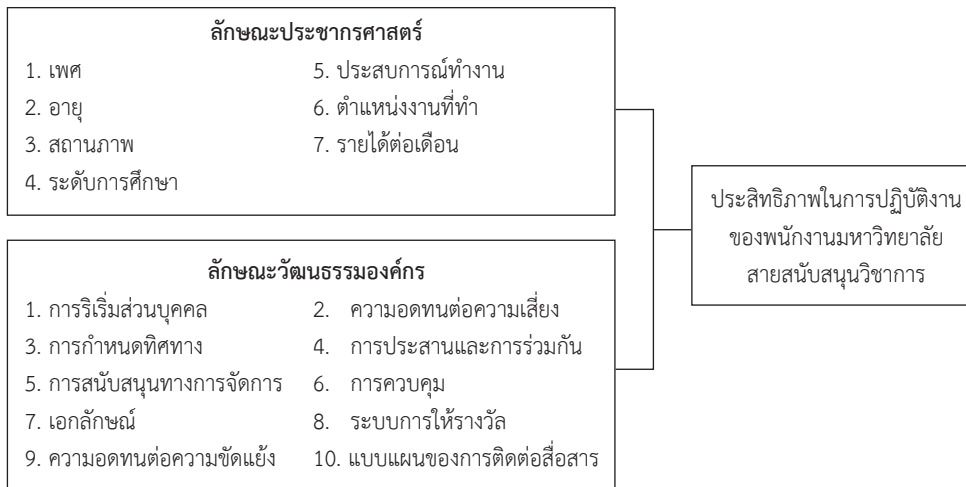 ลักษณะประชากรศาสตร์
1. เพศ 5. ประสบการณ์ทำงาน
2. อายุ 6. ตำแหน่งงานที่ทำ
3. สถานภาพ 7. รายได้ต่อเดือน
4. ระดับการศึกษา
ประสิทธิภาพในการปฏิบัติงาน
ของพนักงานมหาวิทยาลัย
สายสนับสนุนวิชาการ
ลักษณะวัฒนธรรมองค์กร
1. การริเริ่มส่วนบุคคล 2. ความอดทนต่อความเสี่ยง
3. การกำหนดทิศทาง 4. การประสานและการร่วมกัน
5. การสนับสนุนทางการจัดการ 6. การควบคุม
7. เอกลักษณ์ 8. ระบบการให้รางวัล
9. ความอดทนต่อความขัดแย้ง 10. แบบแผนของการติดต่อสื่อสาร